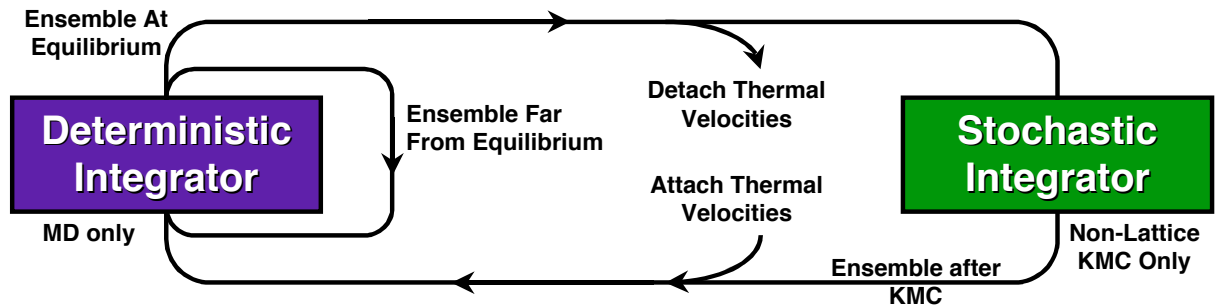 Ensemble At
Equilibrium
Deterministic
Integrator
MD only
Ensemble Far
From Equilibrium
Detach Thermal
Velocities
Attach Thermal
Velocities
Stochastic
Integrator
Non-Lattice
KMC Only
Ensemble after
KMC